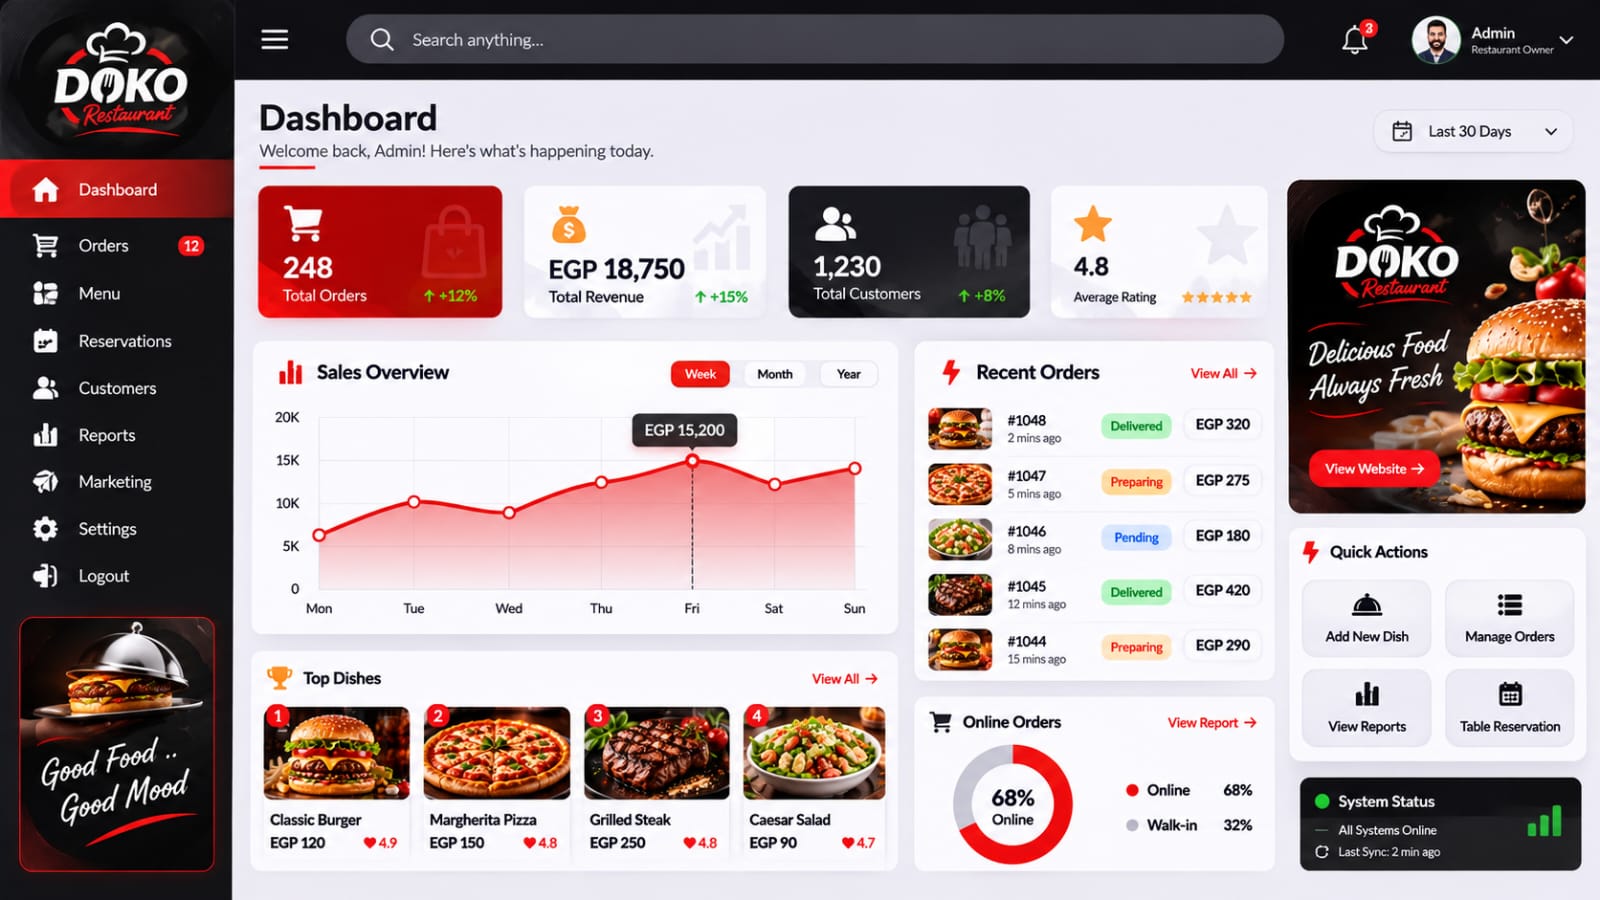 DOKO
Restaurant
Search anything...
3
Admin
Restaurant Owner
Dashboard
Orders
12
Menu
Reservations
Customers
Reports
Marketing
Settings
Logout
Good Food ..
Good Mood
Dashboard
Welcome back, Admin! Here's what's happening today.
Last 30 Days
248
Total Orders
+12%
EGP 18,750
Total Revenue
+15%
1,230
Total Customers
+8%
4.8
Average Rating
Sales Overview
Week
Month
Year
20K
15K
10K
5K
0
EGP 15,200
Mon
Tue
Wed
Thu
Fri
Sat
Sun
Recent Orders
View All
#1048
2 mins ago
Delivered
EGP 320
#1047
5 mins ago
Preparing
EGP 275
#1046
8 mins ago
Pending
EGP 180
#1045
12 mins ago
Delivered
EGP 420
#1044
15 mins ago
Preparing
EGP 290
Top Dishes
View All
1
Classic Burger
EGP 120
4.9
2
Margherita Pizza
EGP 150
4.8
3
Grilled Steak
EGP 250
4.8
4
Caesar Salad
EGP 90
4.7
Online Orders
View Report
68%
Online
Online
68%
Walk-in
32%
DOKO
Restaurant
Delicious Food
Always Fresh
View Website
Quick Actions
Add New Dish
Manage Orders
View Reports
Table Reservation
System Status
All Systems Online
Last Sync: 2 min ago